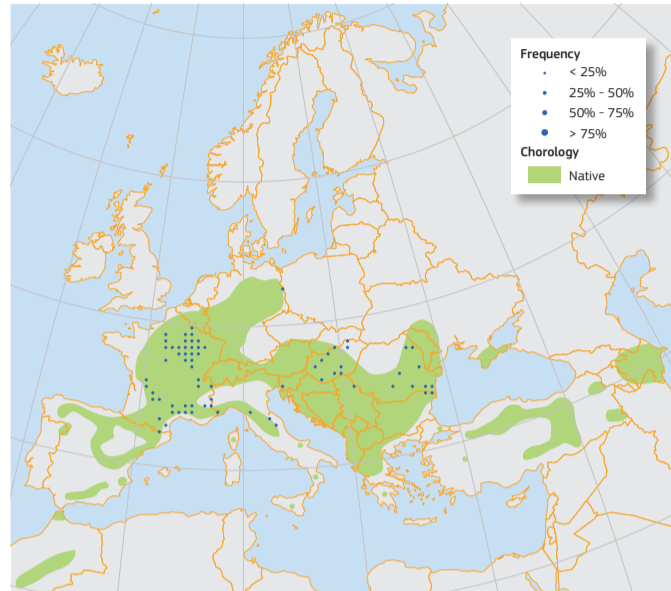 Frequency
< 25%
25% - 50%
50% - 75%
> 75%
Chorology
Native